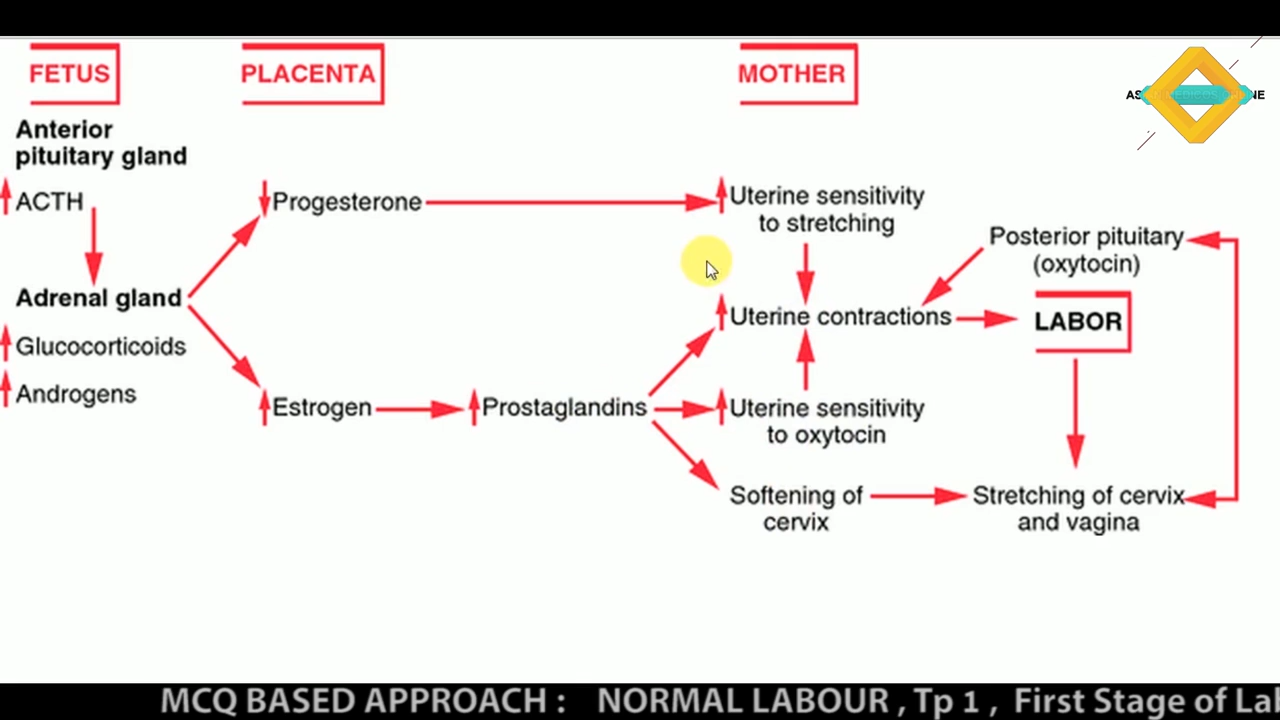 FETUS
PLACENTA
MOTHER
Anterior
pituitary gland
ACTH
Progesterone
Uterine sensitivity
to stretching
Posterior pituitary
(oxytocin)
Adrenal gland
Uterine contractions
LABOR
Glucocorticoids
Androgens
Estrogen
Prostaglandins
Uterine sensitivity
to oxytocin
Softening of
cervix
Stretching of cervix
and vagina
MCQ BASED APPROACH : NORMAL LABOUR , Tp 1 , First Stage of